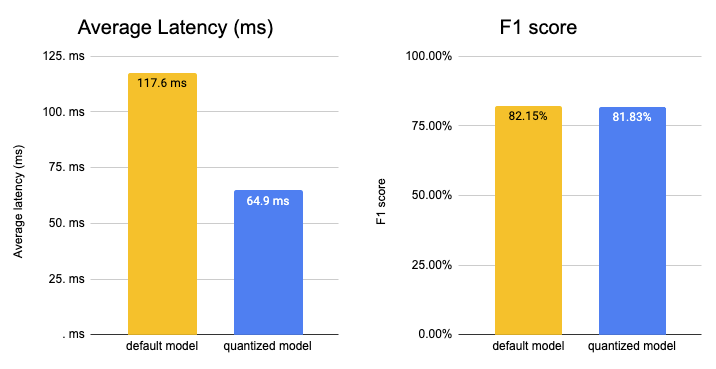 Average Latency (ms)
125. ms
100. ms
75. ms
50. ms
25. ms
. ms
Average latency (ms)
117.6 ms
64.9 ms
default model
quantized model
F1 score
100.00%
75.00%
50.00%
25.00%
0.00%
F1 score
82.15%
81.83%
default model
quantized model